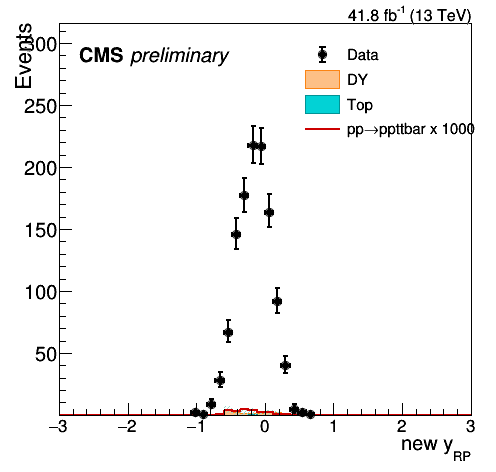 41.8 fb⁻¹ (13 TeV)
Events
CMS preliminary
Data
DY
Top
pp→ppttbar x 1000
300
250
200
150
100
50
−3 −2 −1 0 1 2 3
new y_RP